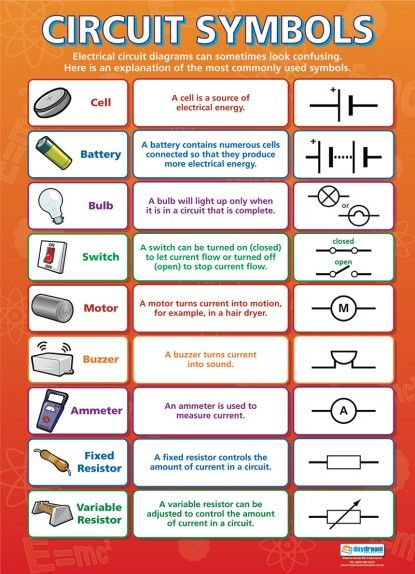 CIRCUIT SYMBOLS
Electrical circuit diagrams can sometimes look confusing.
Here is an explanation of the most commonly used symbols.
Cell
A cell is a source of
electrical energy.
+
Battery
A battery contains numerous cells
connected so that they produce
more electrical energy.
+
Bulb
A bulb will light up only when
it is in a circuit that is complete.
or
ON
OFF
Switch
A switch can be turned on (closed)
to let current flow or turned off
(open) to stop current flow.
closed
open
Motor
A motor turns current into motion,
for example, in a hair dryer.
M
Buzzer
A buzzer turns current
into sound.
Ammeter
An ammeter is used to
measure current.
A
Fixed
Resistor
A fixed resistor controls the
amount of current in a circuit.
Variable
Resistor
A variable resistor can be
adjusted to control the amount
of current in a circuit.
E=mc²
daydream